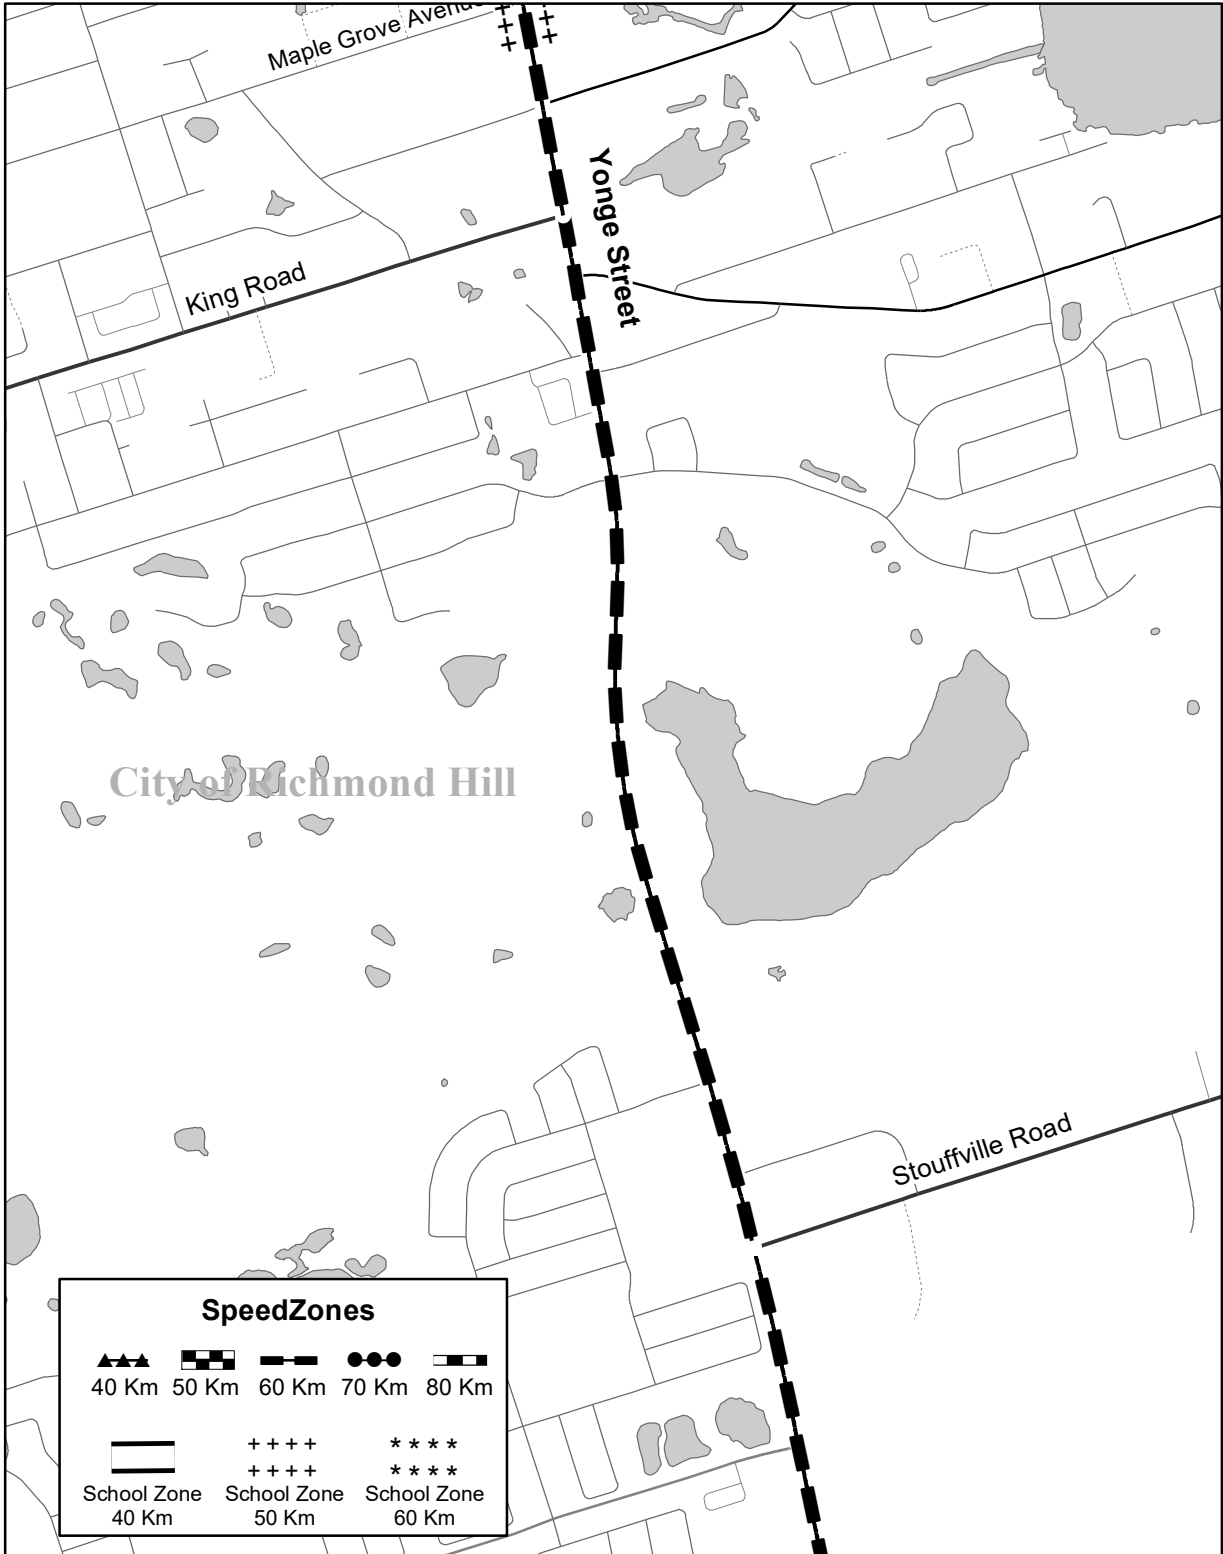 Maple Grove Avenue
Yonge Street
King Road
City of Richmond Hill
Stouffville Road
SpeedZones
40 Km 50 Km 60 Km 70 Km 80 Km
School Zone School Zone School Zone
40 Km 50 Km 60 Km